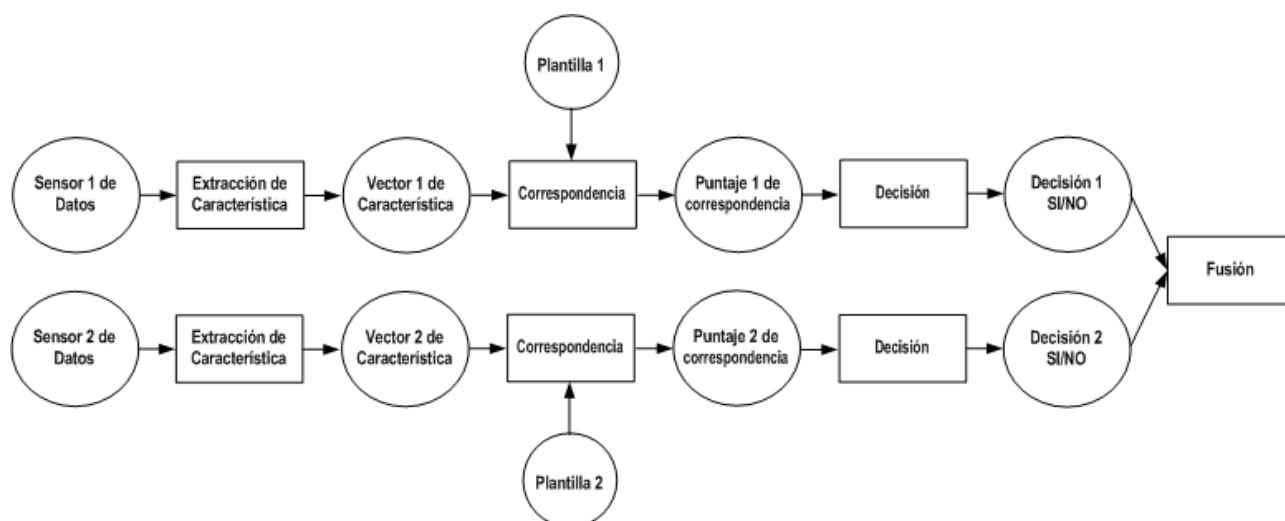 Plantilla 1
Sensor 1 de
Datos
Extracción de
Característica
Vector 1 de
Característica
Correspondencia
Puntaje 1 de
correspondencia
Decisión
Decisión 1
SI/NO
Fusión
Sensor 2 de
Datos
Extracción de
Característica
Vector 2 de
Característica
Correspondencia
Puntaje 2 de
correspondencia
Decisión
Decisión 2
SI/NO
Plantilla 2